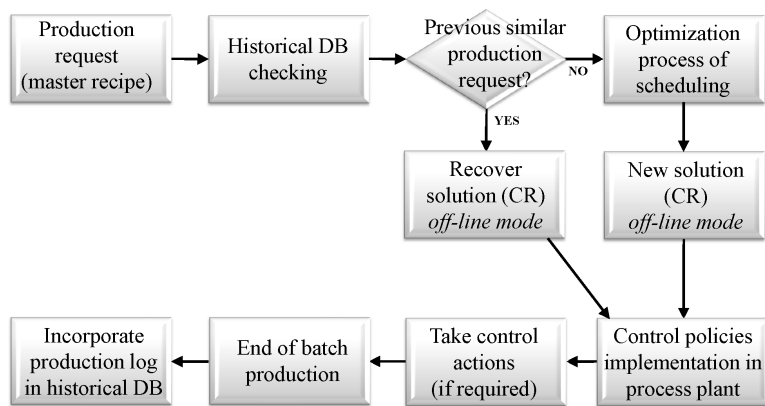 Production
request
(master recipe)
Historical DB
checking
Previous similar
production
request?
NO
YES
Optimization
process of
scheduling
Recover
solution (CR)
off-line mode
New solution
(CR)
off-line mode
Incorporate
production log
in historical DB
End of batch
production
Take control
actions
(if required)
Control policies
implementation in
process plant